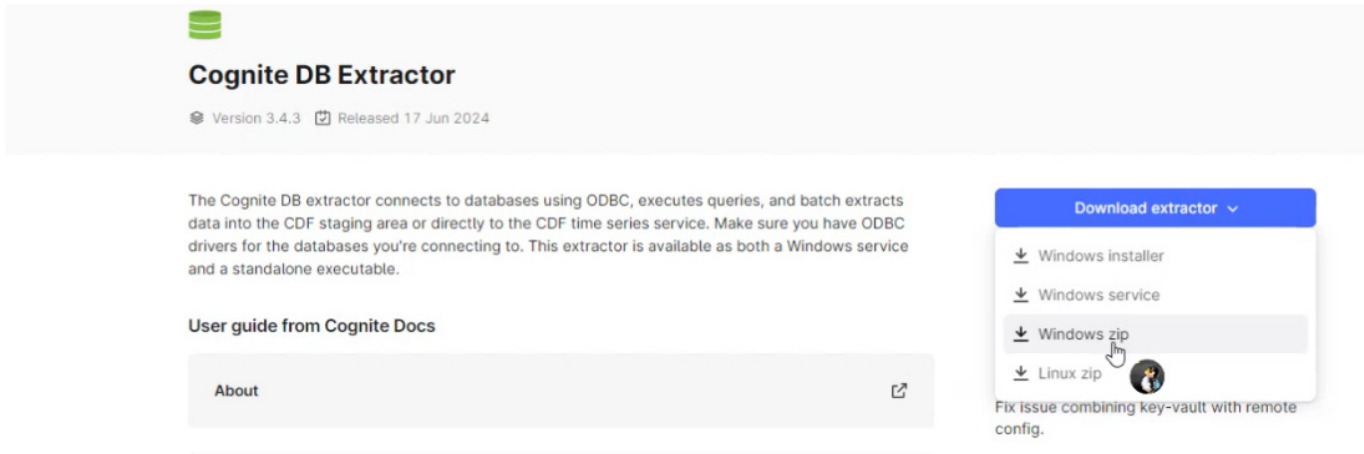 Cognite DB Extractor
Version 3.4.3 Released 17 Jun 2024
The Cognite DB extractor connects to databases using ODBC, executes queries, and batch extracts
data into the CDF staging area or directly to the CDF time series service. Make sure you have ODBC
drivers for the databases you're connecting to. This extractor is available as both a Windows service
and a standalone executable.
User guide from Cognite Docs
About
Download extractor
Windows installer
Windows service
Windows zip
Linux zip
Fix issue combining key-vault with remote
config.